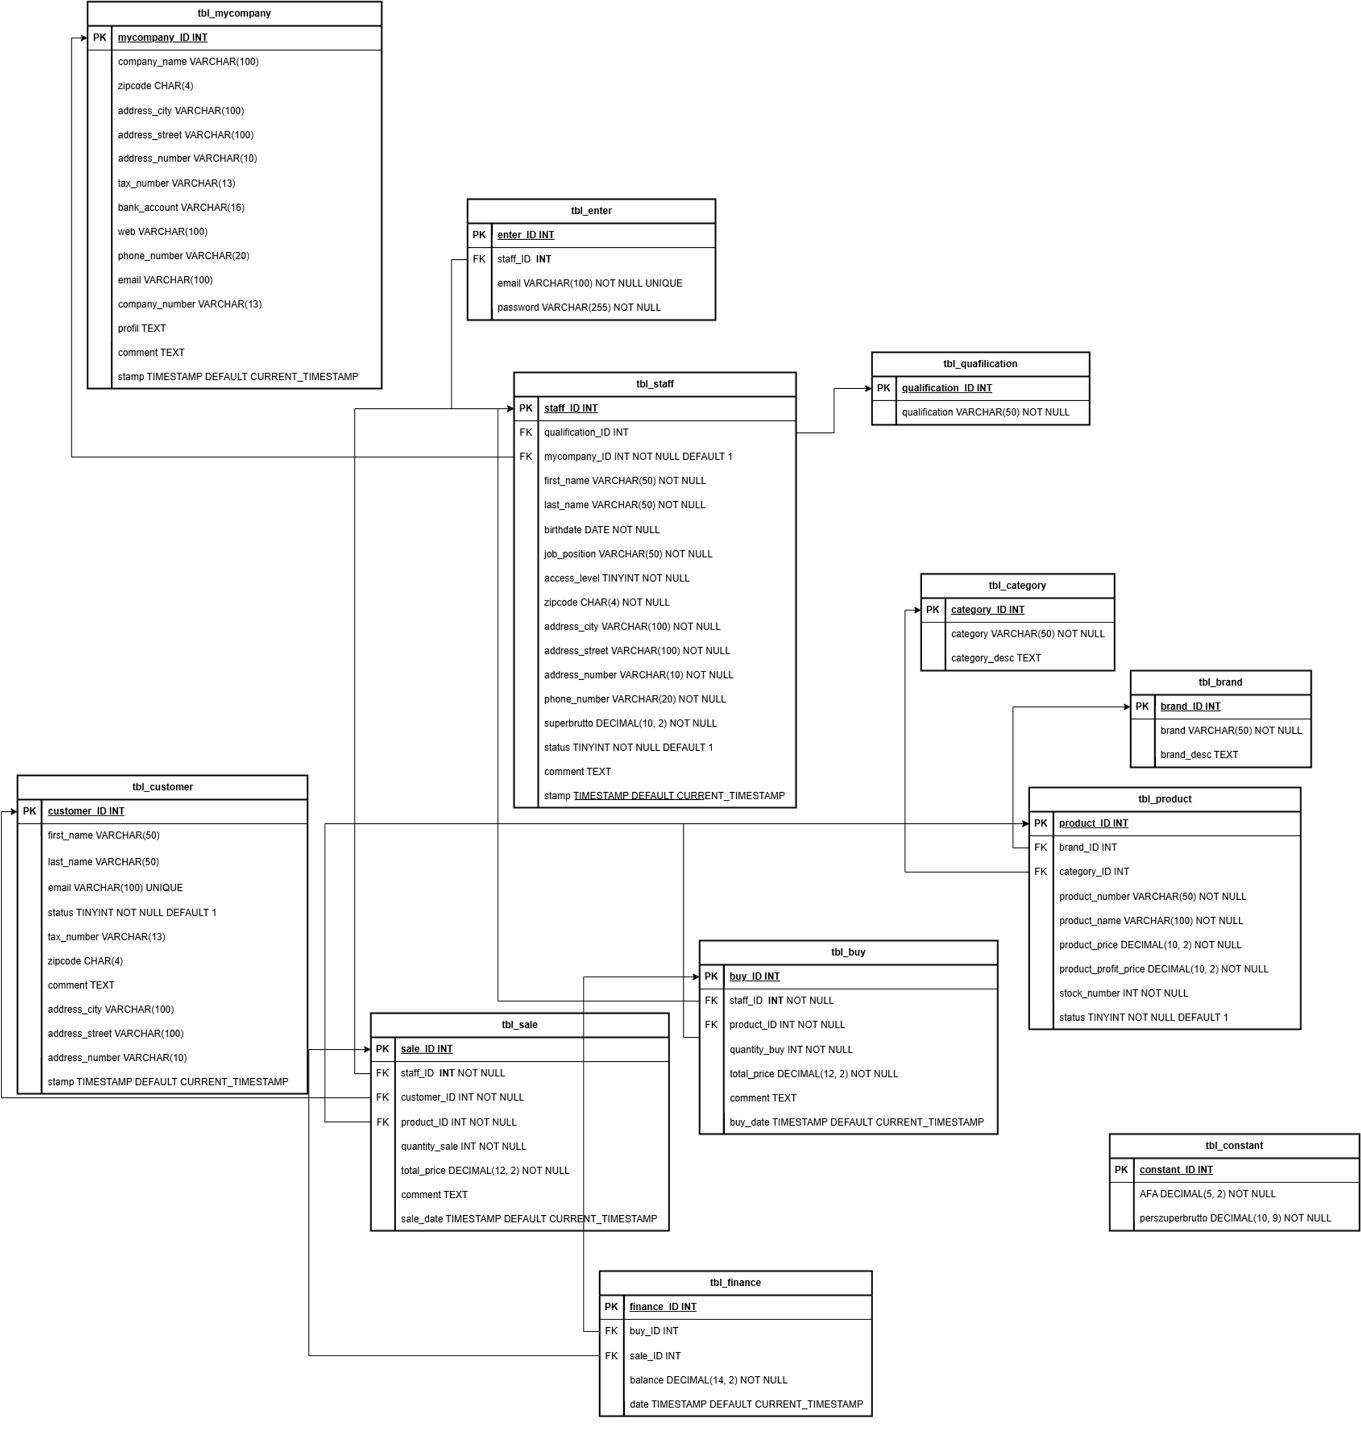 tbl_mycompany
PK mycompany_ID INT
company_name VARCHAR(100)
zipcode CHAR(4)
address_city VARCHAR(100)
address_street VARCHAR(100)
address_number VARCHAR(10)
tax_number VARCHAR(13)
bank_account VARCHAR(16)
web VARCHAR(100)
phone_number VARCHAR(20)
email VARCHAR(100)
company_number VARCHAR(13)
profil TEXT
comment TEXT
stamp TIMESTAMP DEFAULT CURRENT_TIMESTAMP
tbl_enter
PK enter_ID INT
FK staff_ID INT
email VARCHAR(100) NOT NULL UNIQUE
password VARCHAR(255) NOT NULL
tbl_quafilication
PK qualification_ID INT
qualification VARCHAR(50) NOT NULL
tbl_staff
PK staff_ID INT
FK qualification_ID INT
FK mycompany_ID INT NOT NULL DEFAULT 1
first_name VARCHAR(50) NOT NULL
last_name VARCHAR(50) NOT NULL
birthdate DATE NOT NULL
job_position VARCHAR(50) NOT NULL
access_level TINYINT NOT NULL
zipcode CHAR(4) NOT NULL
address_city VARCHAR(100) NOT NULL
address_street VARCHAR(100) NOT NULL
address_number VARCHAR(10) NOT NULL
phone_number VARCHAR(20) NOT NULL
superbrutto DECIMAL(10, 2) NOT NULL
status TINYINT NOT NULL DEFAULT 1
comment TEXT
stamp TIMESTAMP DEFAULT CURRENT_TIMESTAMP
tbl_category
PK category_ID INT
category VARCHAR(50) NOT NULL
category_desc TEXT
tbl_brand
PK brand_ID INT
brand VARCHAR(50) NOT NULL
brand_desc TEXT
tbl_customer
PK customer_ID INT
first_name VARCHAR(50)
last_name VARCHAR(50)
email VARCHAR(100) UNIQUE
status TINYINT NOT NULL DEFAULT 1
tax_number VARCHAR(13)
zipcode CHAR(4)
comment TEXT
address_city VARCHAR(100)
address_street VARCHAR(100)
address_number VARCHAR(10)
stamp TIMESTAMP DEFAULT CURRENT_TIMESTAMP
tbl_product
PK product_ID INT
FK brand_ID INT
FK category_ID INT
product_number VARCHAR(50) NOT NULL
product_name VARCHAR(100) NOT NULL
product_price DECIMAL(10, 2) NOT NULL
product_profit_price DECIMAL(10, 2) NOT NULL
stock_number INT NOT NULL
status TINYINT NOT NULL DEFAULT 1
tbl_buy
PK buy_ID INT
FK staff_ID INT NOT NULL
FK product_ID INT NOT NULL
quantity_buy INT NOT NULL
total_price DECIMAL(12, 2) NOT NULL
comment TEXT
buy_date TIMESTAMP DEFAULT CURRENT_TIMESTAMP
tbl_sale
PK sale_ID INT
FK staff_ID INT NOT NULL
FK customer_ID INT NOT NULL
FK product_ID INT NOT NULL
quantity_sale INT NOT NULL
total_price DECIMAL(12, 2) NOT NULL
comment TEXT
sale_date TIMESTAMP DEFAULT CURRENT_TIMESTAMP
tbl_constant
PK constant_ID INT
AFA DECIMAL(5, 2) NOT NULL
perszuperbrutto DECIMAL(10, 9) NOT NULL
tbl_finance
PK finance_ID INT
FK buy_ID INT
FK sale_ID INT
balance DECIMAL(14, 2) NOT NULL
date TIMESTAMP DEFAULT CURRENT_TIMESTAMP